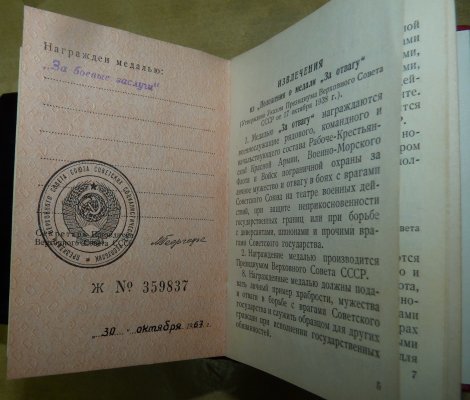 Награжден медалью:
„За боевые заслуги"
Секретарь Президиума
Верховного Совета
Ж № 359837
„30" октября 1963 г.
ИЗВЛЕЧЕНИЯ
из „Положения о медали „За отвагу"
(Утверждено Указом Президиума Верховного Совета
СССР от 17 октября 1938 г.).
1. Медалью „За отвагу" награждаются
военнослужащие рядового, командного и
начальствующего состава Рабоче-Крестьян-
ской Красной Армии, Военно-Морского
Флота и Войск пограничной охраны за
личное мужество и отвагу в боях с врагами
Советского Союза на театре военных дей-
ствий, при защите неприкосновенности
государственных границ или при борьбе
с диверсантами, шпионами и прочими вра-
гами Советского государства.
2. Награждение медалью производится
Президиумом Верховного Совета СССР.
8. Награжденные медалью должны пода-
вать личный пример храбрости, мужества
и отваги в борьбе с врагами Советского
государства и служить образцом для других
граждан при исполнении государственных
обязанностей.
5
7